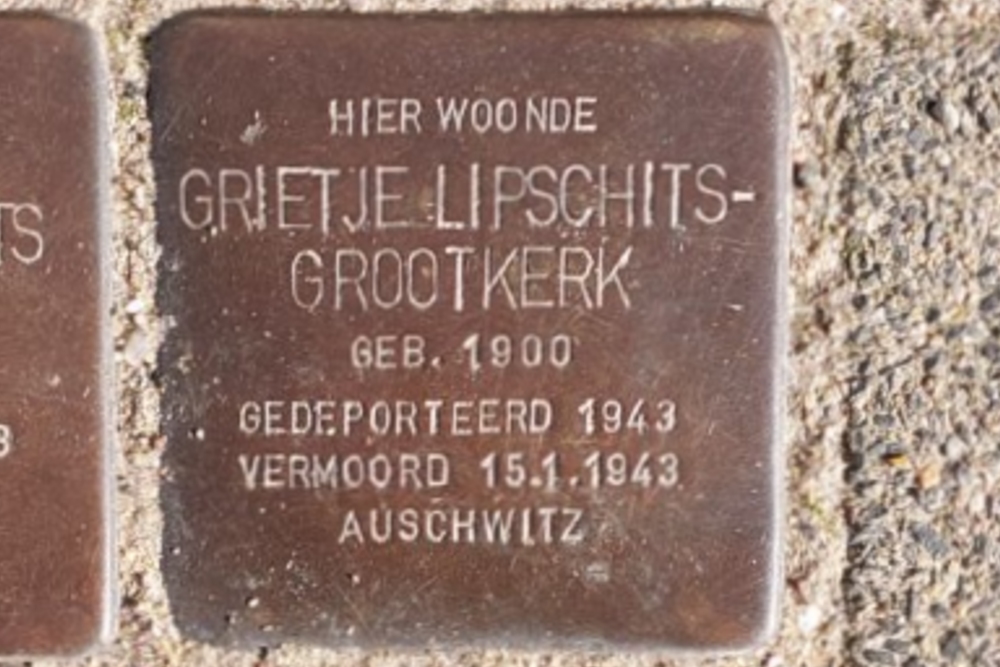 HIER WOONDE
GRIETJE LIPSCHITS-
GROOTKERK
GEB. 1900
GEDEPORTEERD 1943
VERMOORD 15.1.1943
AUSCHWITZ